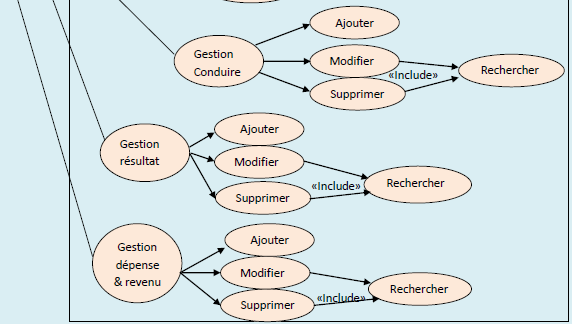 Ajouter
Gestion
Conduire
Modifier
«Include»
Rechercher
Supprimer
Gestion
résultat
Ajouter
Modifier
«Include»
Rechercher
Supprimer
Gestion
dépense
& revenu
Ajouter
Modifier
«Include»
Rechercher
Supprimer